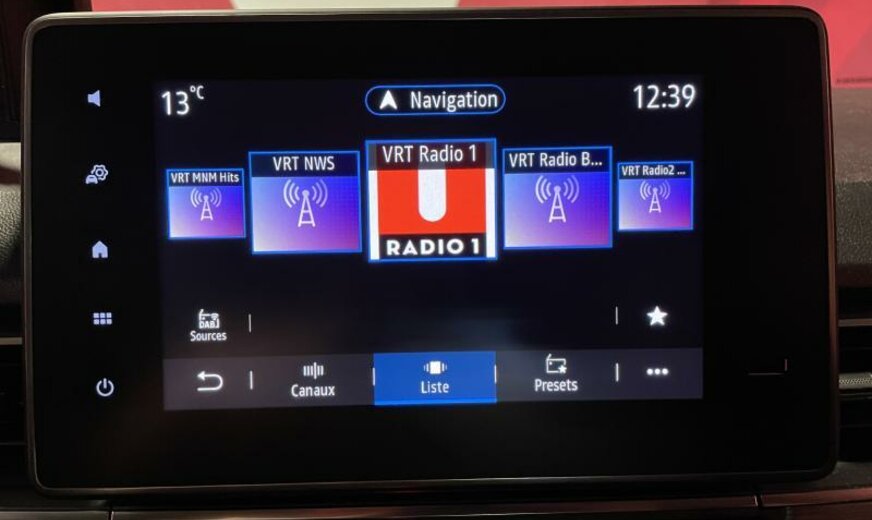 13°C
Navigation
12:39
VRT MNM Hits
VRT NWS
VRT Radio 1
VRT Radio B...
VRT Radio2 ...
RADIO 1
DAB
Sources
Canaux
Liste
Presets